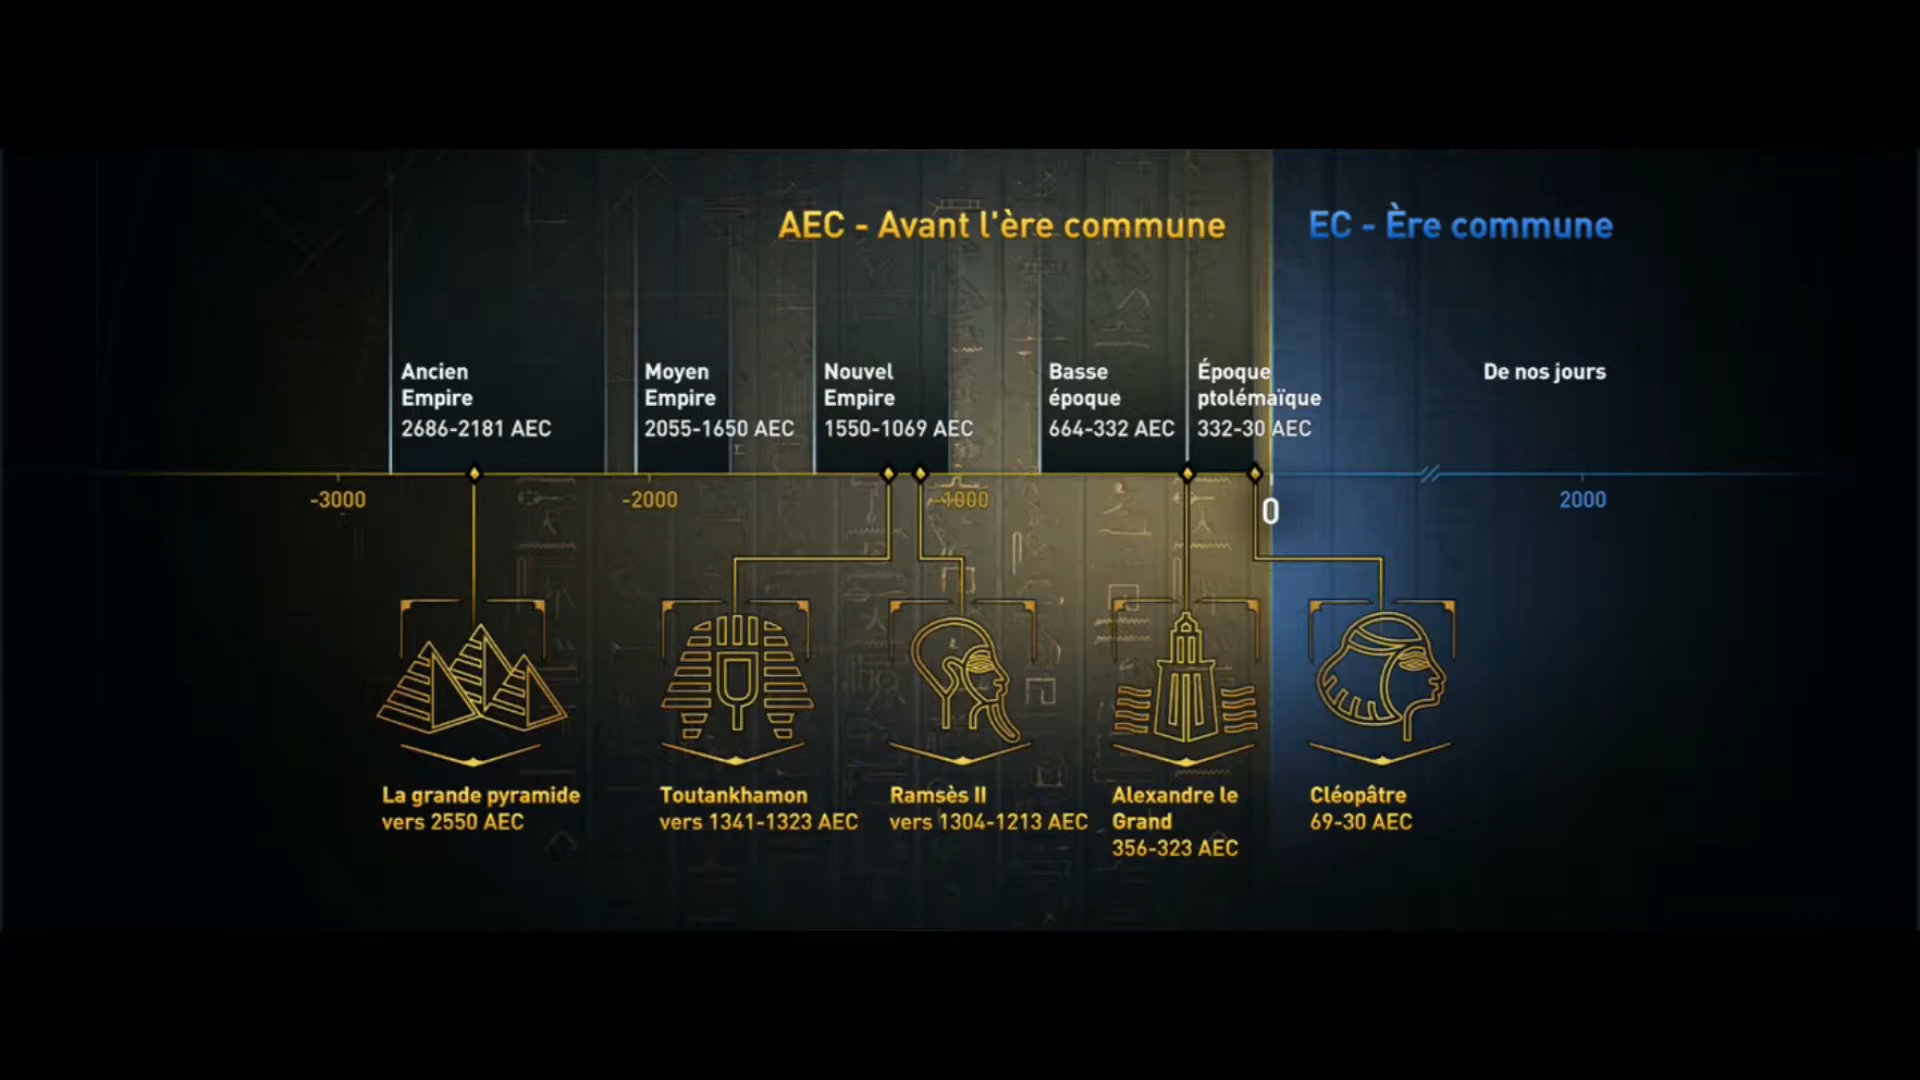 AEC - Avant l'ère commune
EC - Ère commune
Ancien
Empire
2686-2181 AEC
Moyen
Empire
2055-1650 AEC
Nouvel
Empire
1550-1069 AEC
Basse
époque
664-332 AEC
Époque
ptolémaïque
332-30 AEC
De nos jours
-3000
-2000
-1000
0
2000
La grande pyramide
vers 2550 AEC
Toutankhamon
vers 1341-1323 AEC
Ramsès II
vers 1304-1213 AEC
Alexandre le
Grand
356-323 AEC
Cléopâtre
69-30 AEC